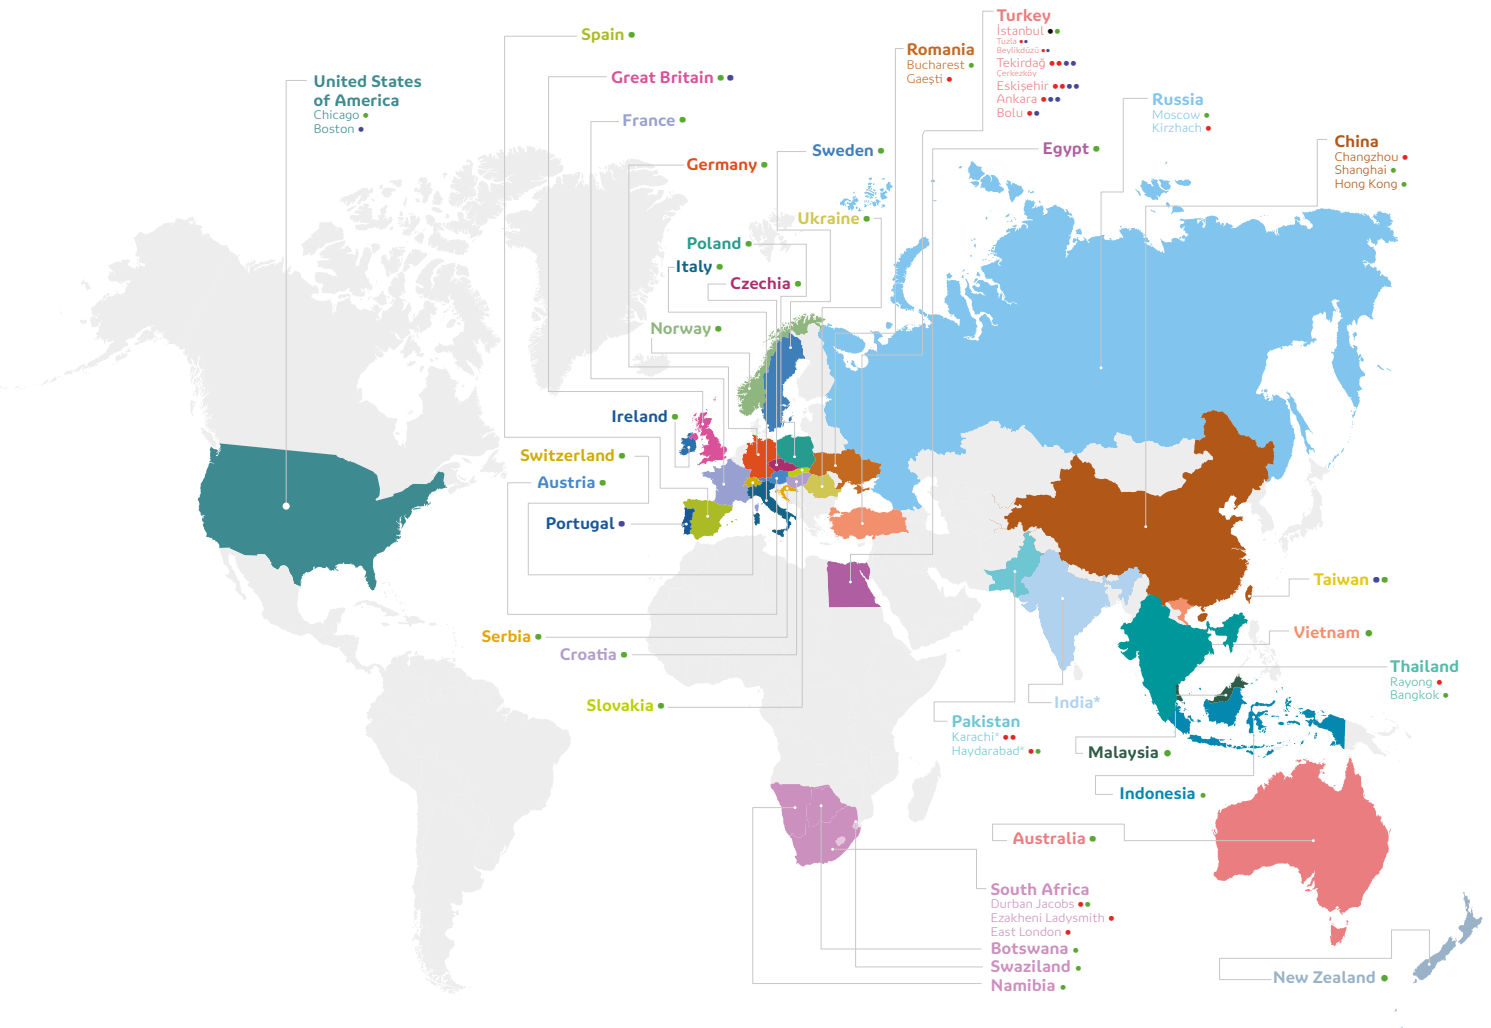 Spain
Great Britain
France
Germany
United States
of America
Chicago
Boston
Sweden
Ukraine
Poland
Italy
Czechia
Norway
Romania
Bucharest
Gaeşti
Turkey
İstanbul
Tuzla
Beylikdüzü
Tekirdağ
Çerkezköy
Eskişehir
Ankara
Bolu
Egypt
Russia
Moscow
Kirzhach
China
Changzhou
Shanghai
Hong Kong
Ireland
Switzerland
Austria
Portugal
Serbia
Croatia
Slovakia
Taiwan
Vietnam
Thailand
Rayong
Bangkok
India*
Pakistan
Karachi*
Haydarabad*
Malaysia
Indonesia
Australia
South Africa
Durban Jacobs
Ezakheni Ladysmith
East London
Botswana
Swaziland
Namibia
New Zealand